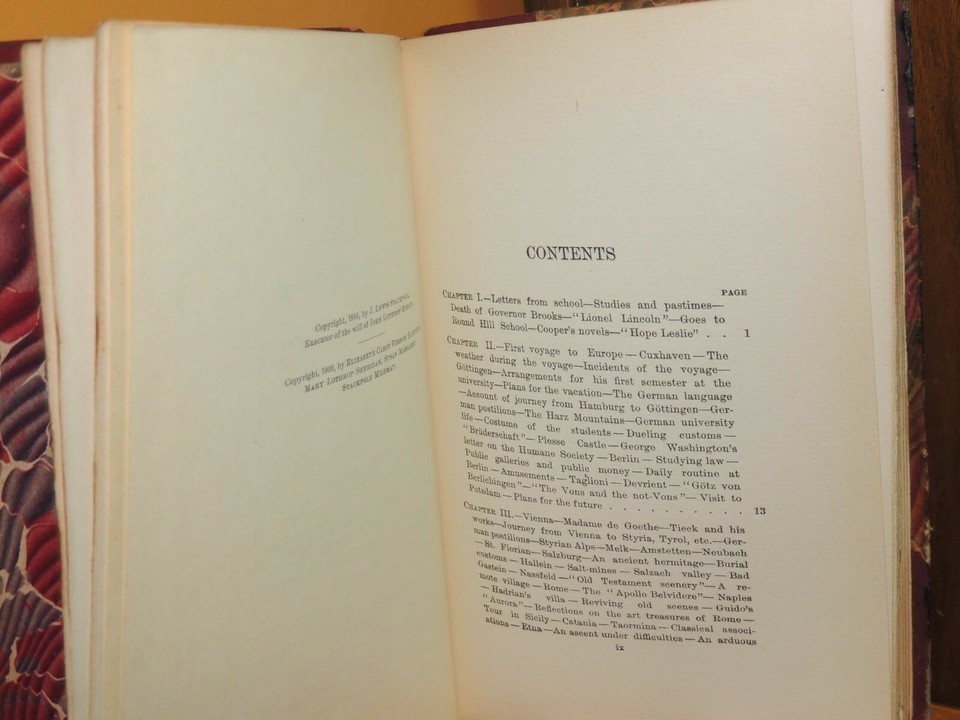 Copyright, by J. Lewis
Executor of the will of John Lothrop
Copyright, 1900, by Elizabeth Cabot Vernon
Mary Lothrop Sheridan, Susan Margaret
Stackpole Mildmay.
CONTENTS
PAGE
Chapter I.—Letters from school—Studies and pastimes—
Death of Governor Brooks—“Lionel Lincoln”—Goes to
Round Hill School—Cooper's novels—“Hope Leslie” . . 1
Chapter II.—First voyage to Europe—Cuxhaven—The
weather during the voyage—Incidents of the voyage—
Göttingen—Arrangements for his first semester at the
university—Plans for the vacation—The German language
—Account of journey from Hamburg to Göttingen—Ger-
man postilions—The Harz Mountains—German university
life—Costume of the students—Dueling customs—
“Brüderschaft”—Plesse Castle—George Washington's
letter on the Humane Society—Berlin—Studying law—
Public galleries and public money—Daily routine at
Berlin—Amusements—Taglioni—Devrient—“Götz von
Berlichingen”—“The Vons and the not-Vons”—Visit to
Potsdam—Plans for the future . . . . . . . . . . 13
Chapter III.—Vienna—Madame de Goethe—Tieck and his
works—Journey from Vienna to Styria, Tyrol, etc.—Ger-
man postilions—Styrian Alps—Melk—Amstetten—Neubach
—St. Florian—Salzburg—An ancient hermitage—Burial
customs—Hallein—Salt-mines—Salzach valley—Bad
Gastein—Nassfeld—“Old Testament scenery”—A re-
mote village—Rome—The “Apollo Belvidere”—Naples
—Hadrian's villa—Reviving old scenes—Guido's
“Aurora”—Reflections on the art treasures of Rome—
Tour in Sicily—Catania—Taormina—Classical associ-
ations—Etna—An ascent under difficulties—An arduous
ix